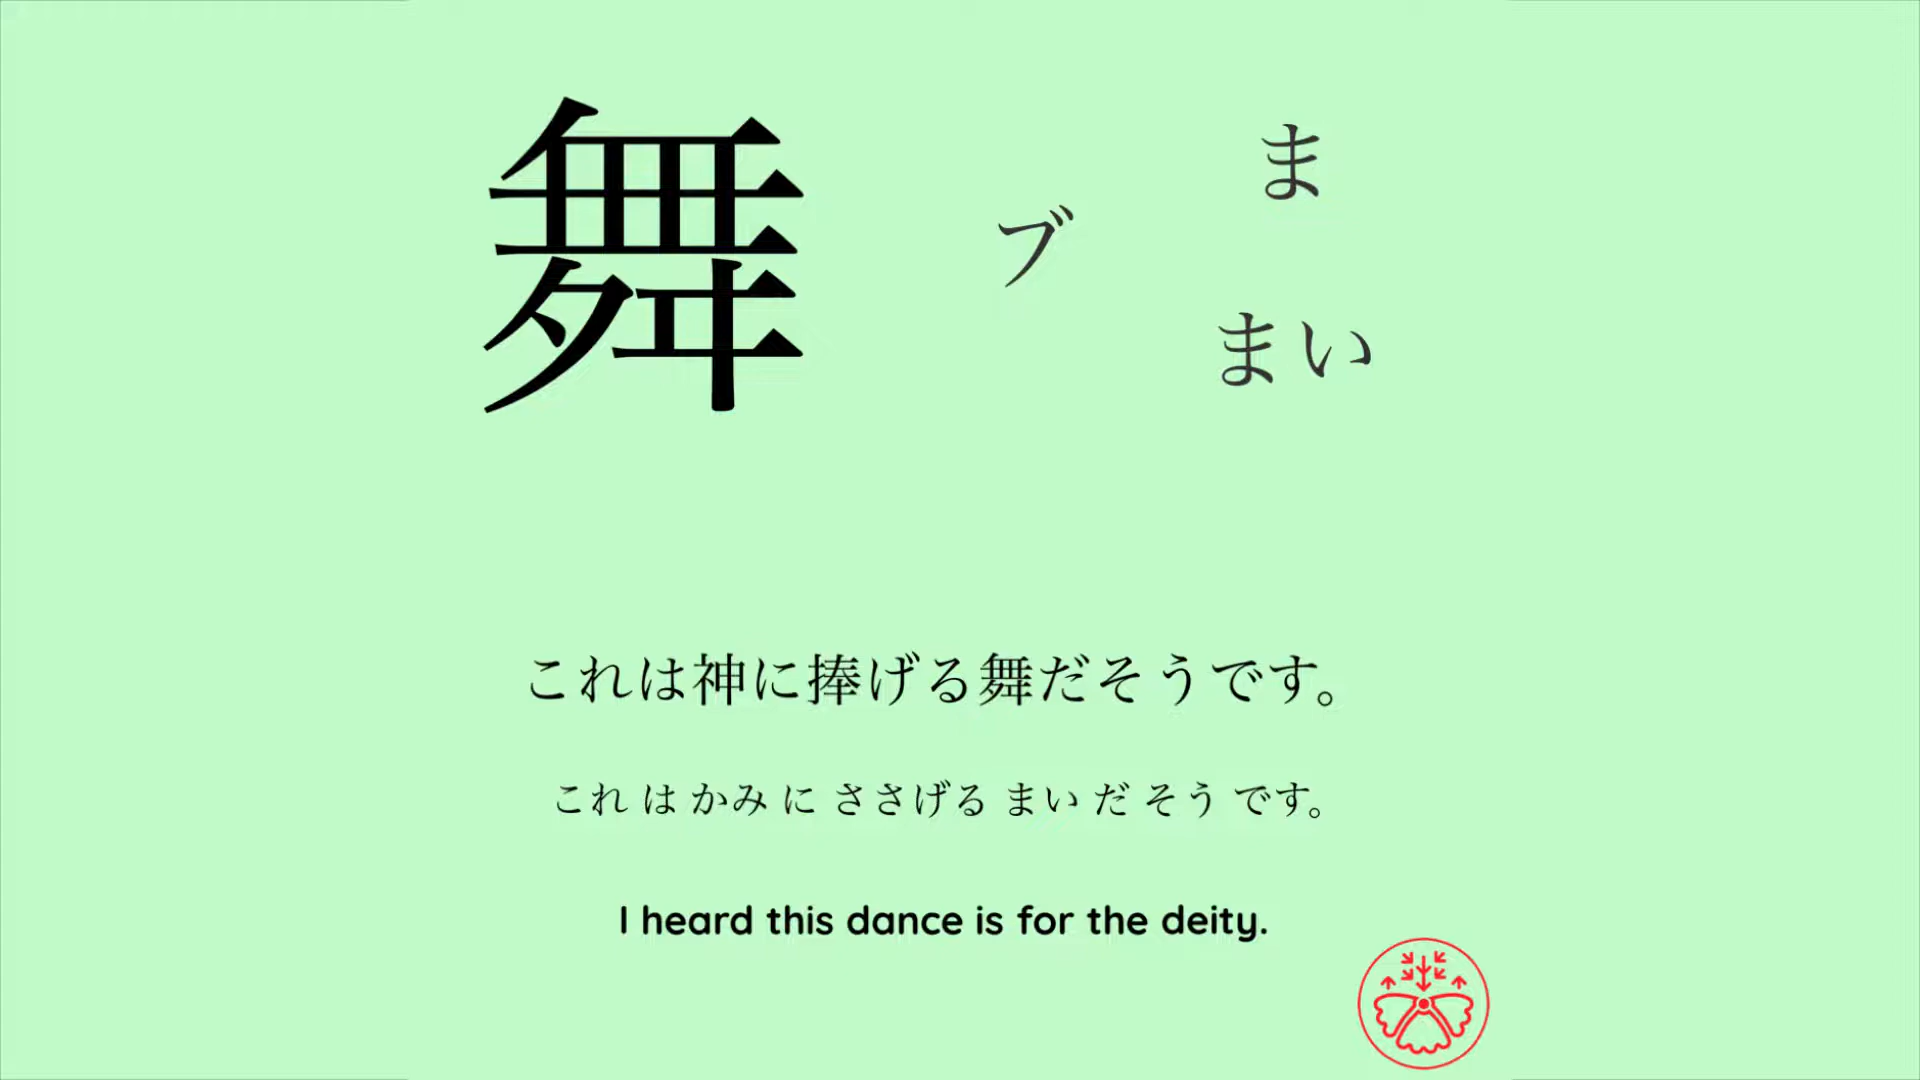 舞
ブ
ま
まい
これは神に捧げる舞だそうです。
これ は かみ に ささげる まい だ そう です。
I heard this dance is for the deity.